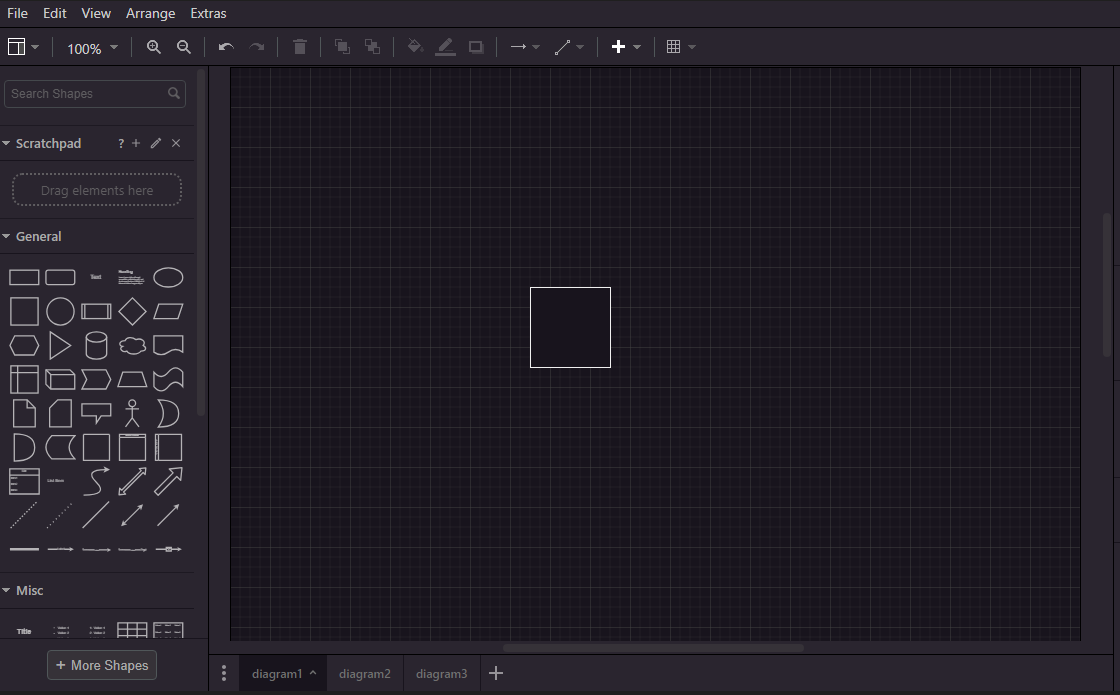 File Edit View Arrange Extras
100%
Search Shapes
Scratchpad ? +
Drag elements here
General
Text
Heading
List Item
Misc
Title
+ More Shapes
diagram1 diagram2 diagram3